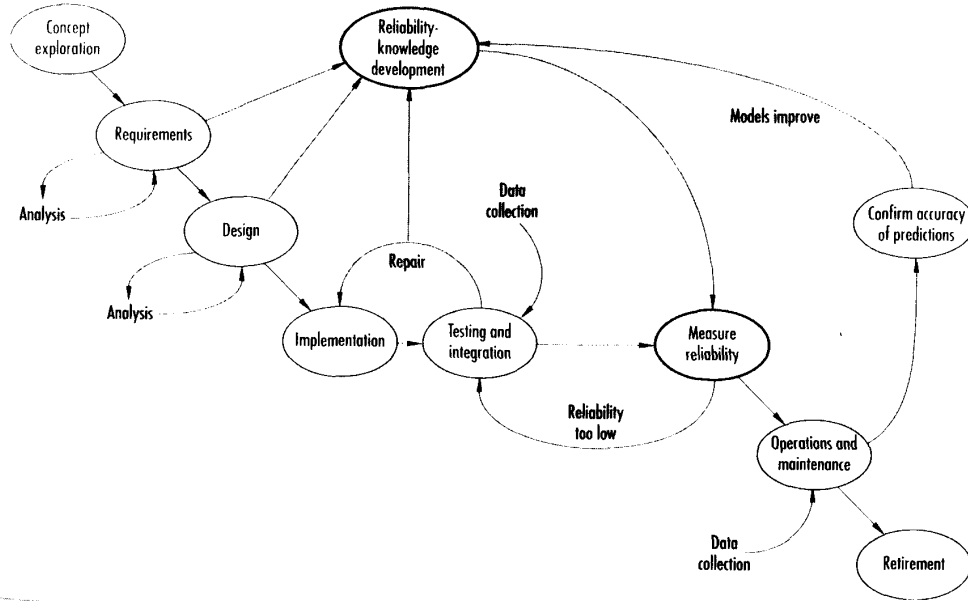 Concept
exploration
Reliability-
knowledge
development
Models improve
Requirements
Analysis
Data
collection
Design
Confirm accuracy
of predictions
Repair
Analysis
Implementation
Testing and
integration
Measure
reliability
Reliability
too low
Operations and
maintenance
Data
collection
Retirement